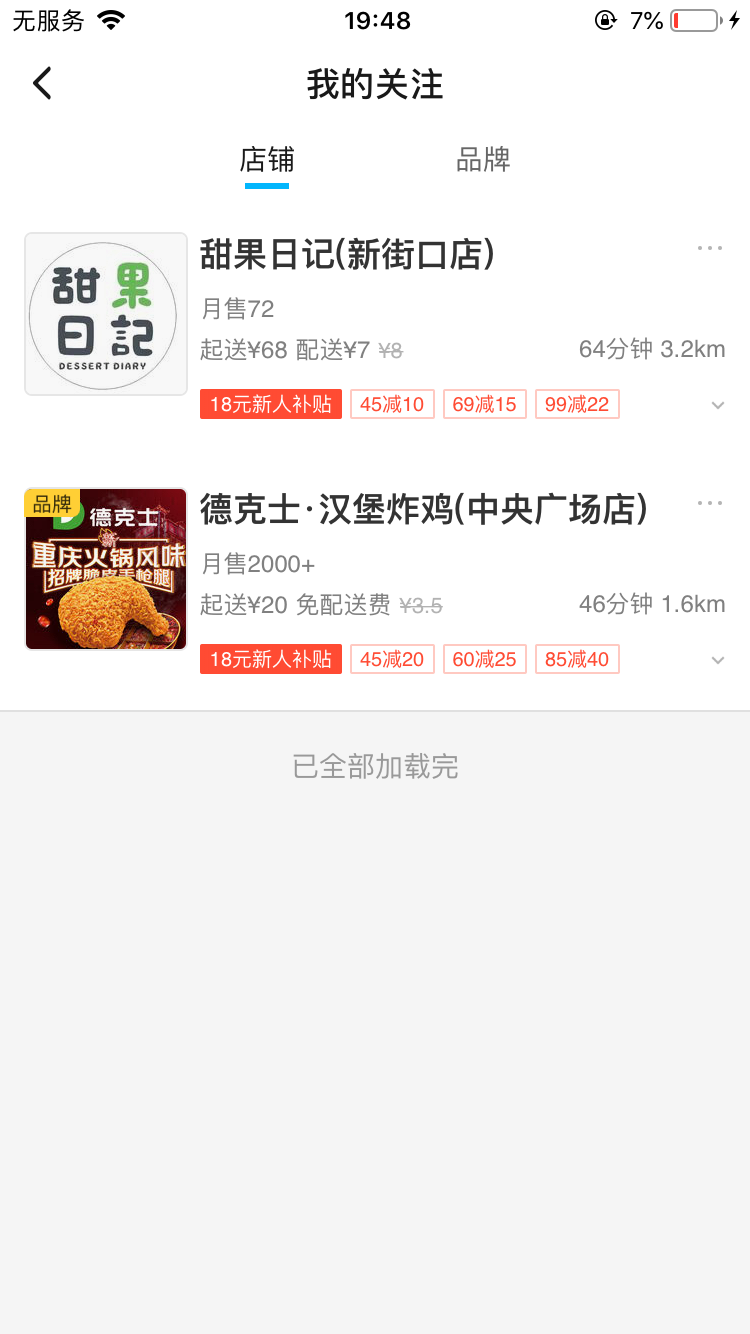 无服务 19:48 7%
我的关注
店铺 品牌
甜果日記
DESSERT DIARY
甜果日记(新街口店)
月售72
起送¥68 配送¥7 ¥8 64分钟 3.2km
18元新人补贴 45减10 69减15 99减22
品牌
德克士
新
重庆火锅风味
招牌脆皮手枪腿
德克士·汉堡炸鸡(中央广场店)
月售2000+
起送¥20 免配送费 ¥3.5 46分钟 1.6km
18元新人补贴 45减20 60减25 85减40
已全部加载完